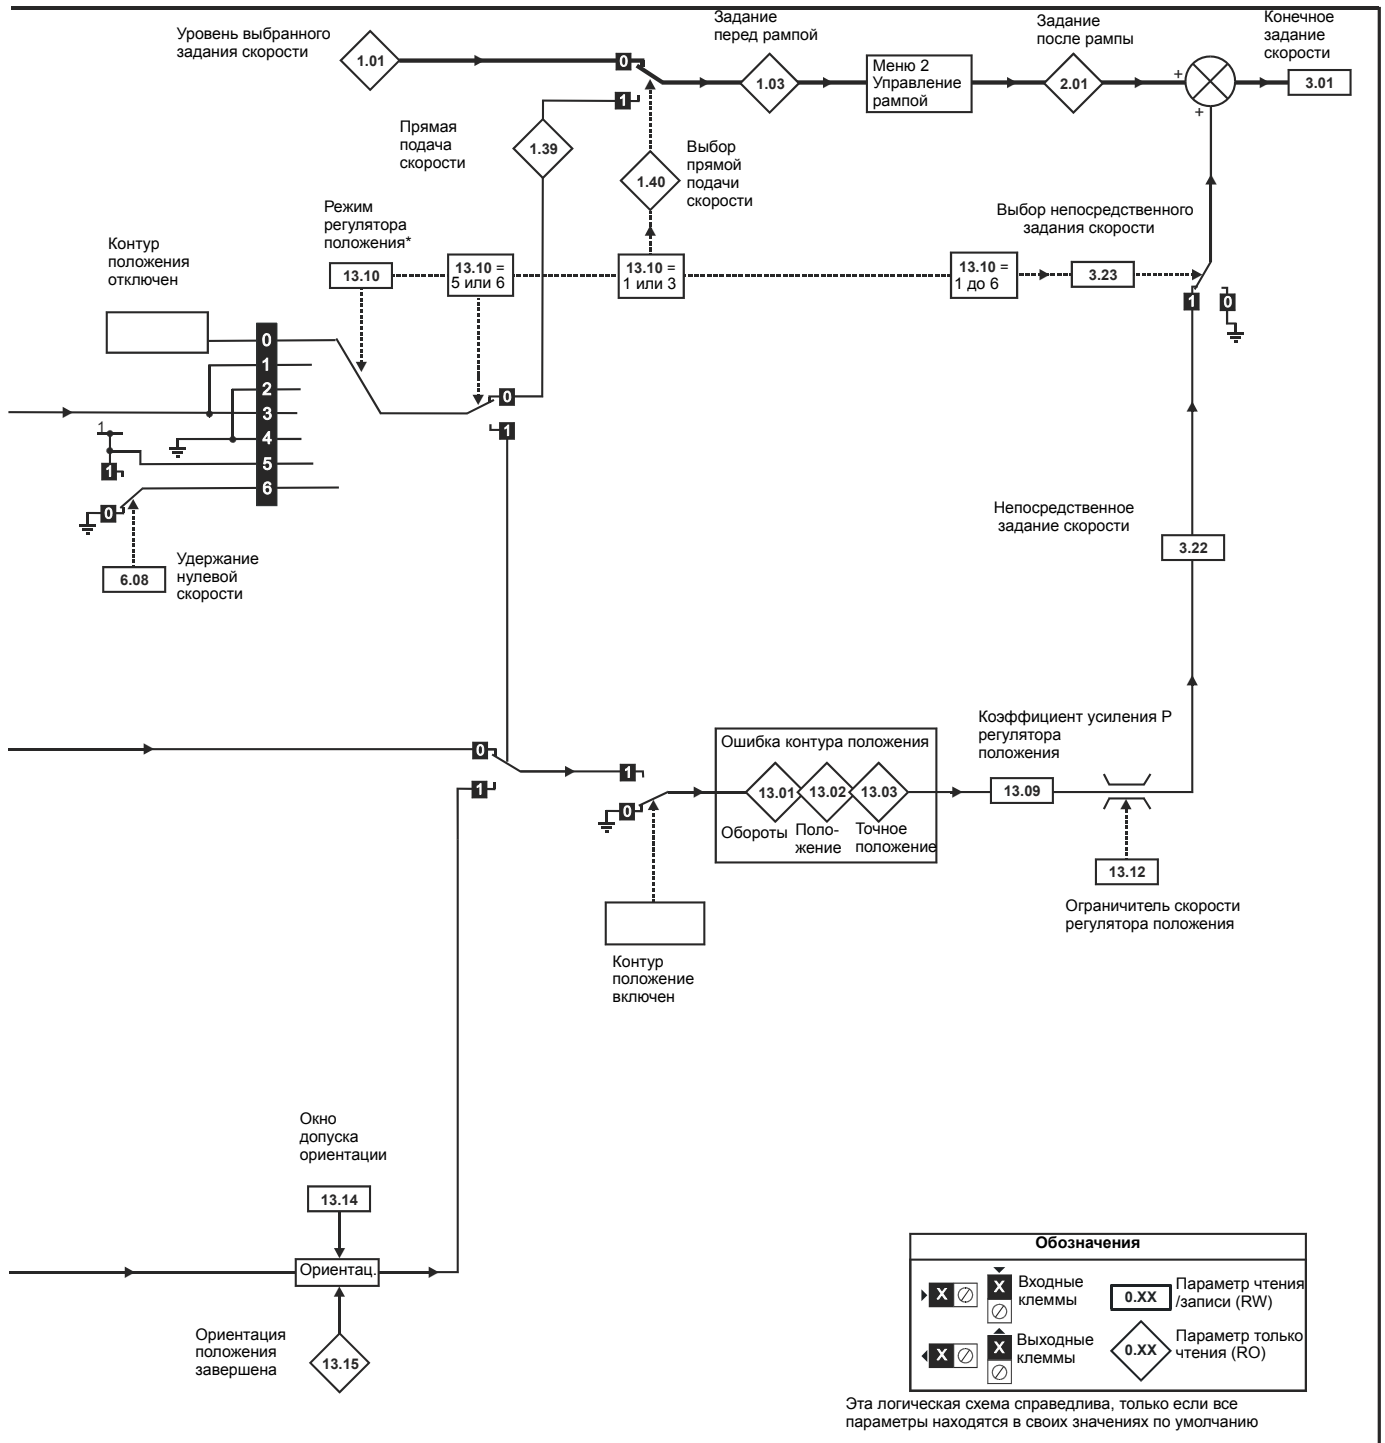 Уровень выбранного
задания скорости
1.01
0
1
Задание
перед рампой
1.03
Меню 2
Управление
рампой
Задание
после рампы
2.01
+
+
Конечное
задание
скорости
3.01
Прямая
подача
скорости
1.39
1.40
Выбор
прямой
подачи
скорости
Режим
регулятора
положения*
13.10
13.10 =
5 или 6
13.10 =
1 или 3
Выбор непосредственного
задания скорости
13.10 =
1 до 6
3.23
1
0
Контур
положения
отключен
0
1
2
3
4
5
6
0
1
1
1
0
6.08
Удержание
нулевой
скорости
Непосредственное
задание скорости
3.22
0
1
1
0
Ошибка контура положения
13.01
13.02
13.03
Обороты
Поло-
жение
Точное
положение
Коэффициент усиления P
регулятора
положения
13.09
13.12
Ограничитель скорости
регулятора положения
Контур
положение
включен
Окно
допуска
ориентации
13.14
Ориентац.
Ориентация
положения
завершена
13.15
Обозначения
X
X
Входные
клеммы
0.XX
Параметр чтения
/записи (RW)
X
X
Выходные
клеммы
0.XX
Параметр только
чтения (RO)
Эта логическая схема справедлива, только если все
параметры находятся в своих значениях по умолчанию